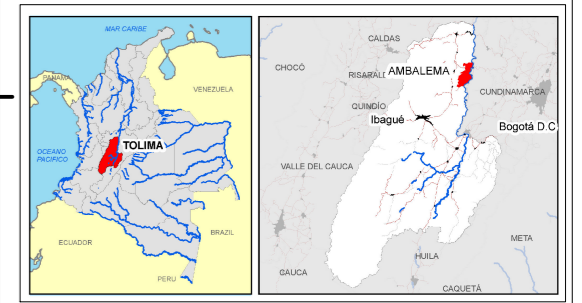 MAR CARIBE
PANAMA
VENEZUELA
OCEANO
PACIFICO
TOLIMA
BRAZIL
ECUADOR
PERU
CALDAS
CHOCÓ
RISARALDA
AMBALEMA
CUNDINAMARCA
QUINDÍO
Ibagué
Bogotá D.C
VALLE DEL CAUCA
META
HUILA
CAUCA
CAQUETÁ